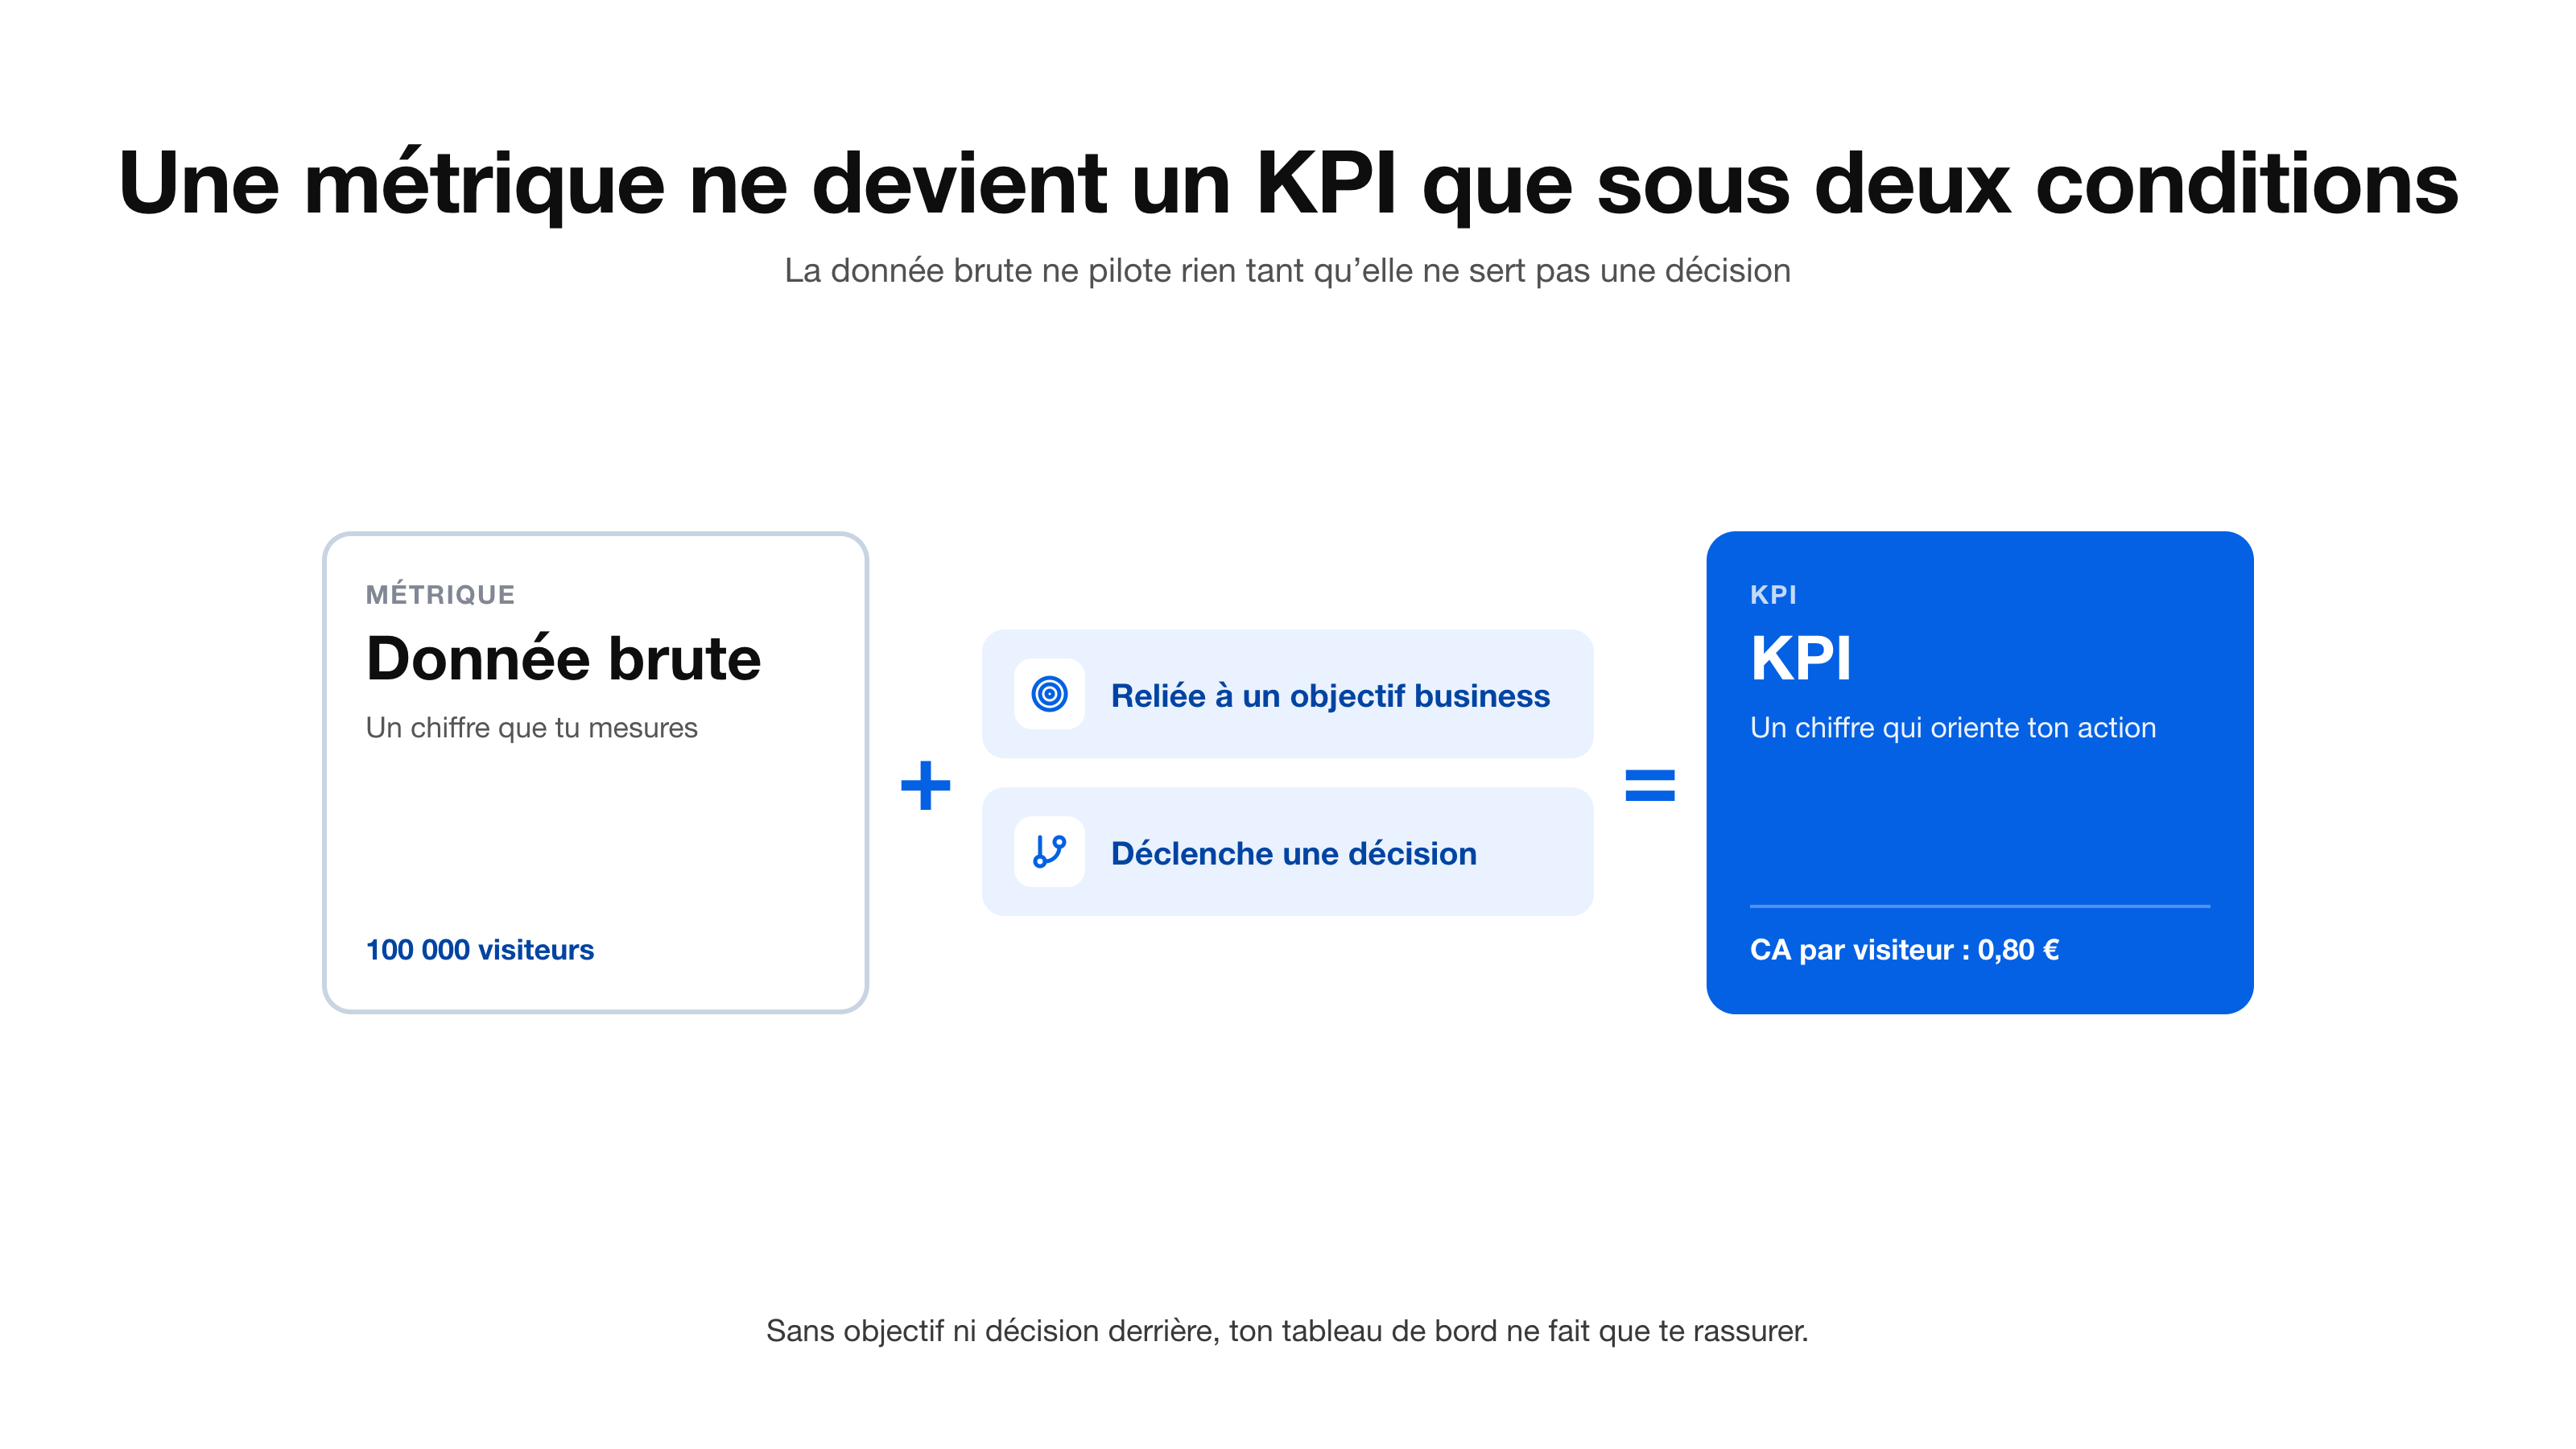 Une métrique ne devient un KPI que sous deux conditions
La donnée brute ne pilote rien tant qu’elle ne sert pas une décision
MÉTRIQUE
Donnée brute
Un chiffre que tu mesures
100 000 visiteurs
+
Reliée à un objectif business
Déclenche une décision
=
KPI
KPI
Un chiffre qui oriente ton action
CA par visiteur : 0,80 €
Sans objectif ni décision derrière, ton tableau de bord ne fait que te rassurer.